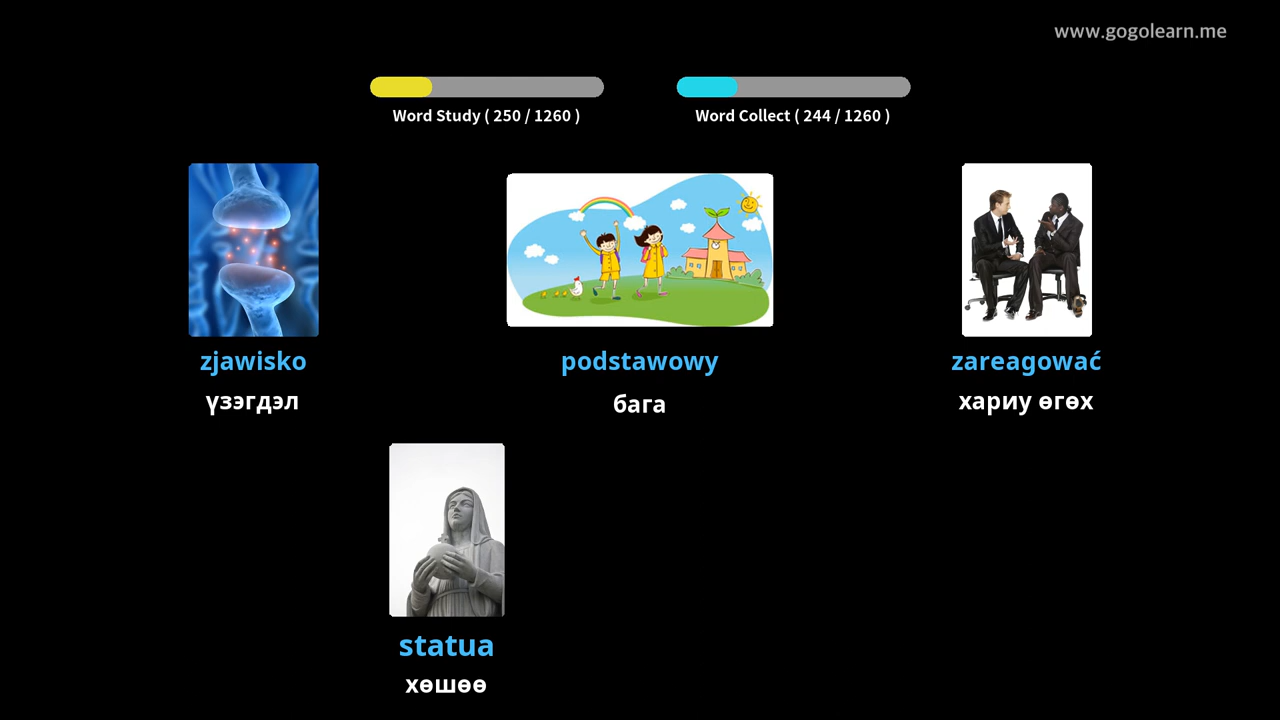 www.gogolearn.me
Word Study ( 250 / 1260 )
Word Collect ( 244 / 1260 )
zjawisko
үзэгдэл
podstawowy
бага
zareagować
хариу өгөх
statua
хөшөө